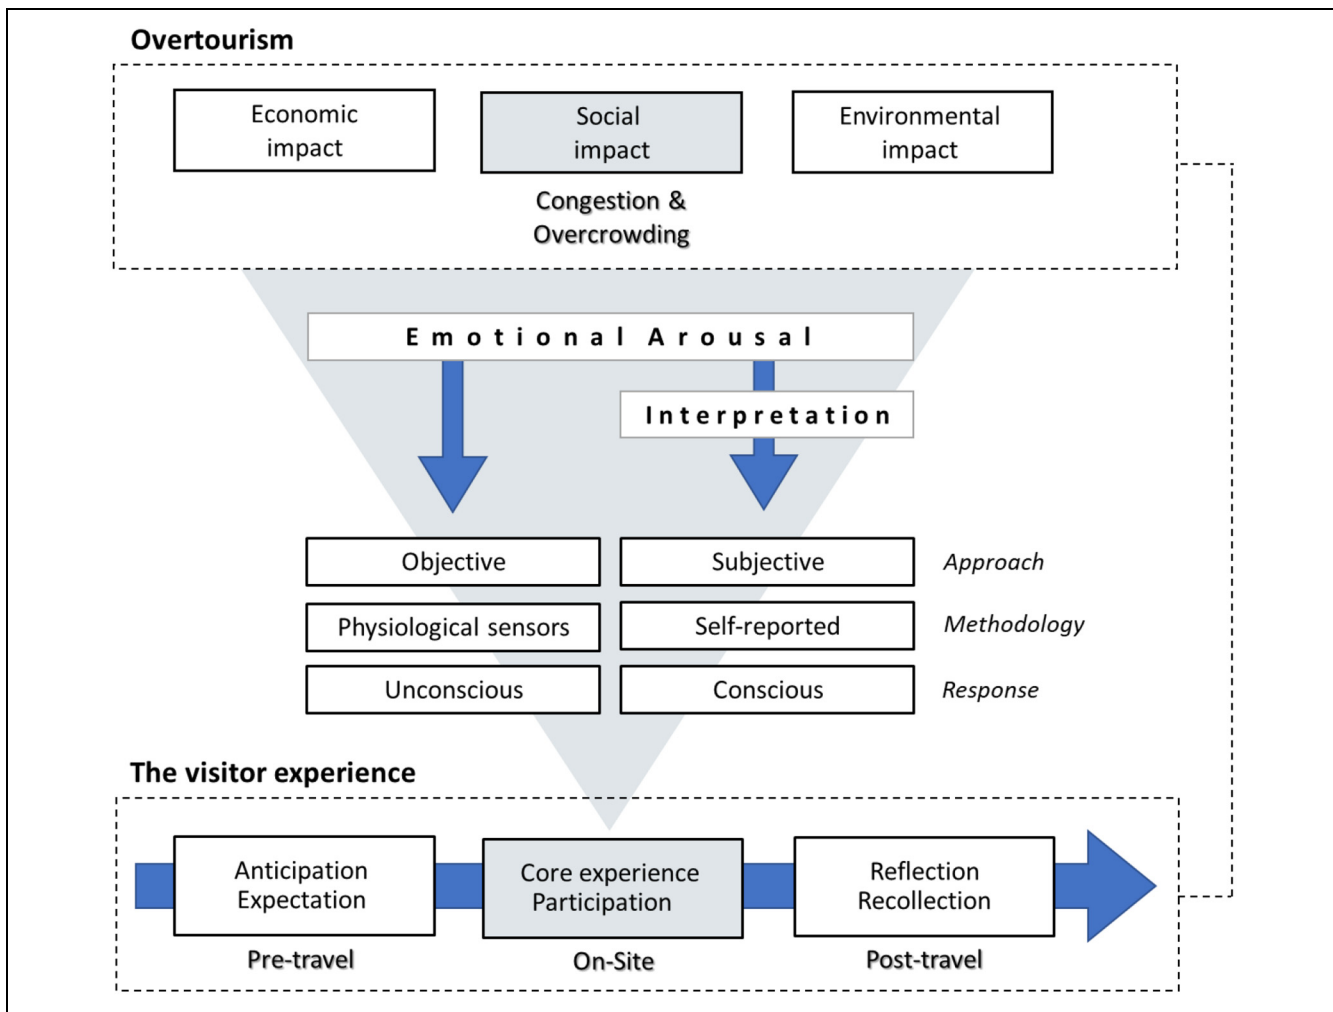 Overtourism
Economic
impact
Social
impact
Environmental
impact
Congestion &
Overcrowding
Emotional Arousal
Interpretation
Objective
Subjective
Approach
Physiological sensors
Self-reported
Methodology
Unconscious
Conscious
Response
The visitor experience
Anticipation
Expectation
Core experience
Participation
Reflection
Recollection
Pre-travel
On-Site
Post-travel